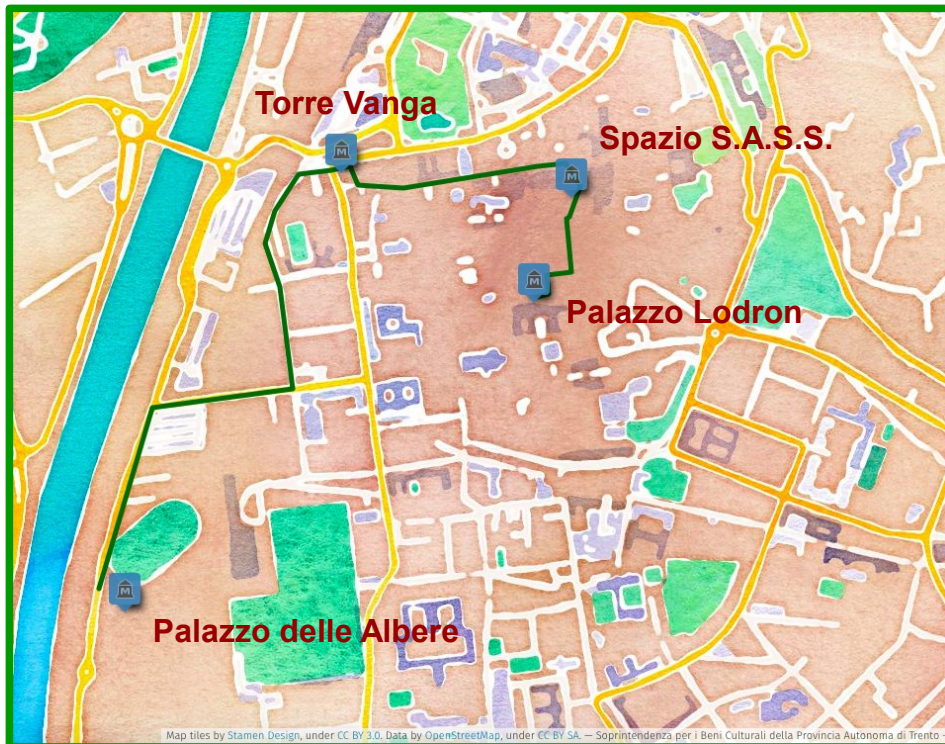 Torre Vanga
Spazio S.A.S.S.
Palazzo Lodron
Palazzo delle Albere
Map tiles by Stamen Design, under CC BY 3.0. Data by OpenStreetMap, under CC BY SA. — Soprintendenza per i Beni Culturali della Provincia Autonoma di Trento -